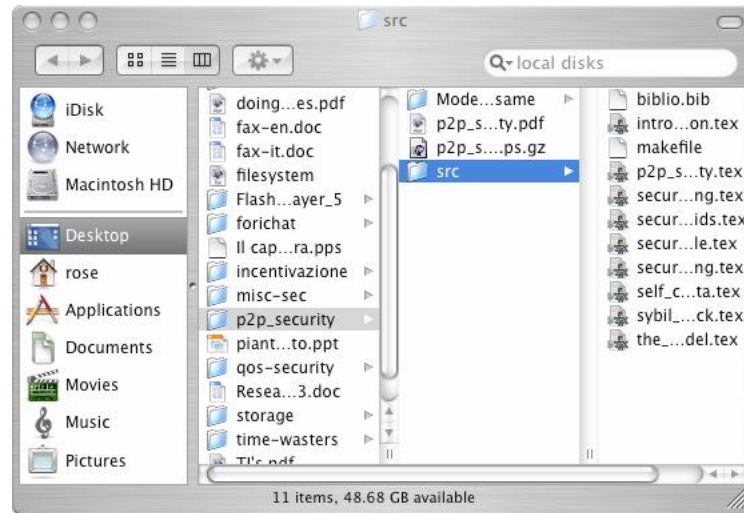 src
local disks
iDisk
Network
Macintosh HD
Desktop
rose
Applications
Documents
Movies
Music
Pictures
doing...es.pdf
fax-en.doc
fax-it.doc
filesystem
Flash...ayer_5
forichat
Il cap...ra.pps
incentivazione
misc-sec
p2p_security
piant...to.ppt
qos-security
Resea...3.doc
storage
time-wasters
TI's.pdf
Mode...same
p2p_s...ty.pdf
p2p_s....ps.gz
src
biblio.bib
intro...on.tex
makefile
p2p_s...ty.tex
secur...ng.tex
secur...ids.tex
secur...le.tex
secur...ng.tex
self_c...ta.tex
sybil_...ck.tex
the_...del.tex
11 items, 48.68 GB available